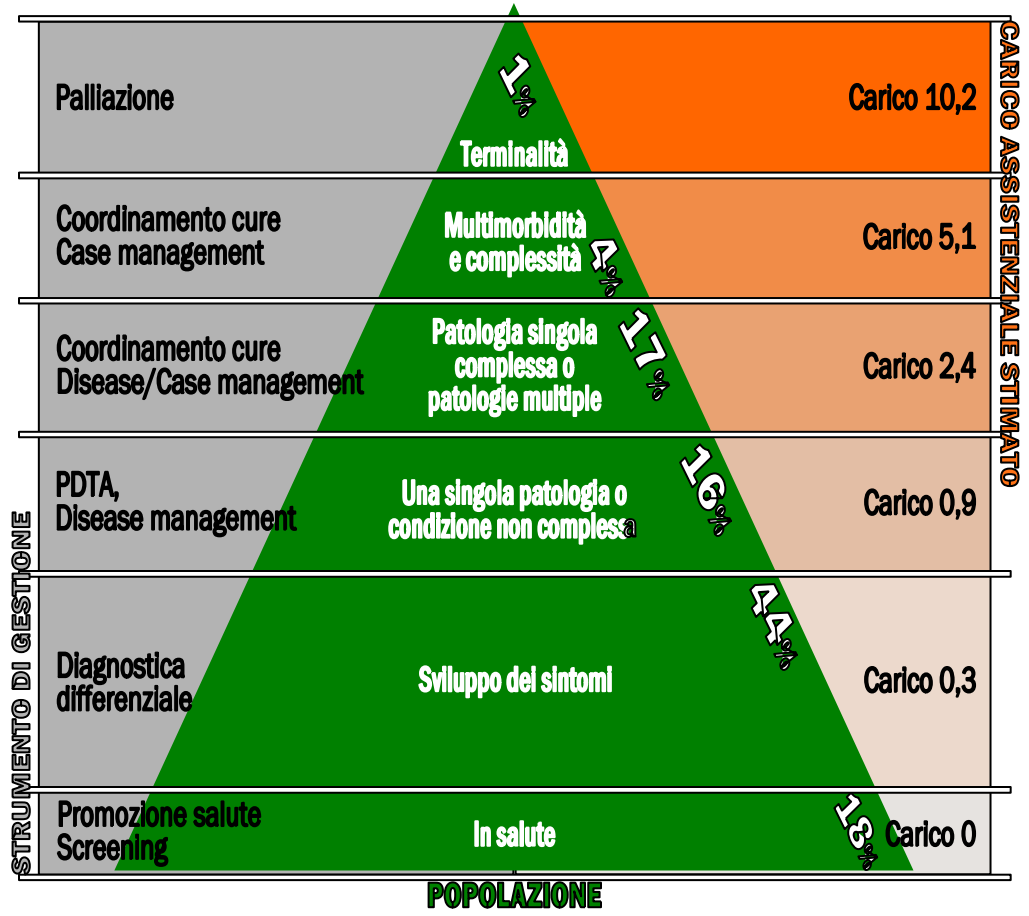 Palliazione
1%
Terminalità
Carico 10,2
Coordinamento cure
Case management
Multimorbidità
e complessità
4%
Carico 5,1
Coordinamento cure
Disease/Case management
Patologia singola
complessa o
patologie multiple
17%
Carico 2,4
PDTA,
Disease management
Una singola patologia o
condizione non complessa
16%
Carico 0,9
Diagnostica
differenziale
Sviluppo dei sintomi
44%
Carico 0,3
Promozione salute
Screening
In salute
18%
Carico 0
STRUMENTO DI GESTIONE
CARICO ASSISTENZIALE STIMATO
POPOLAZIONE